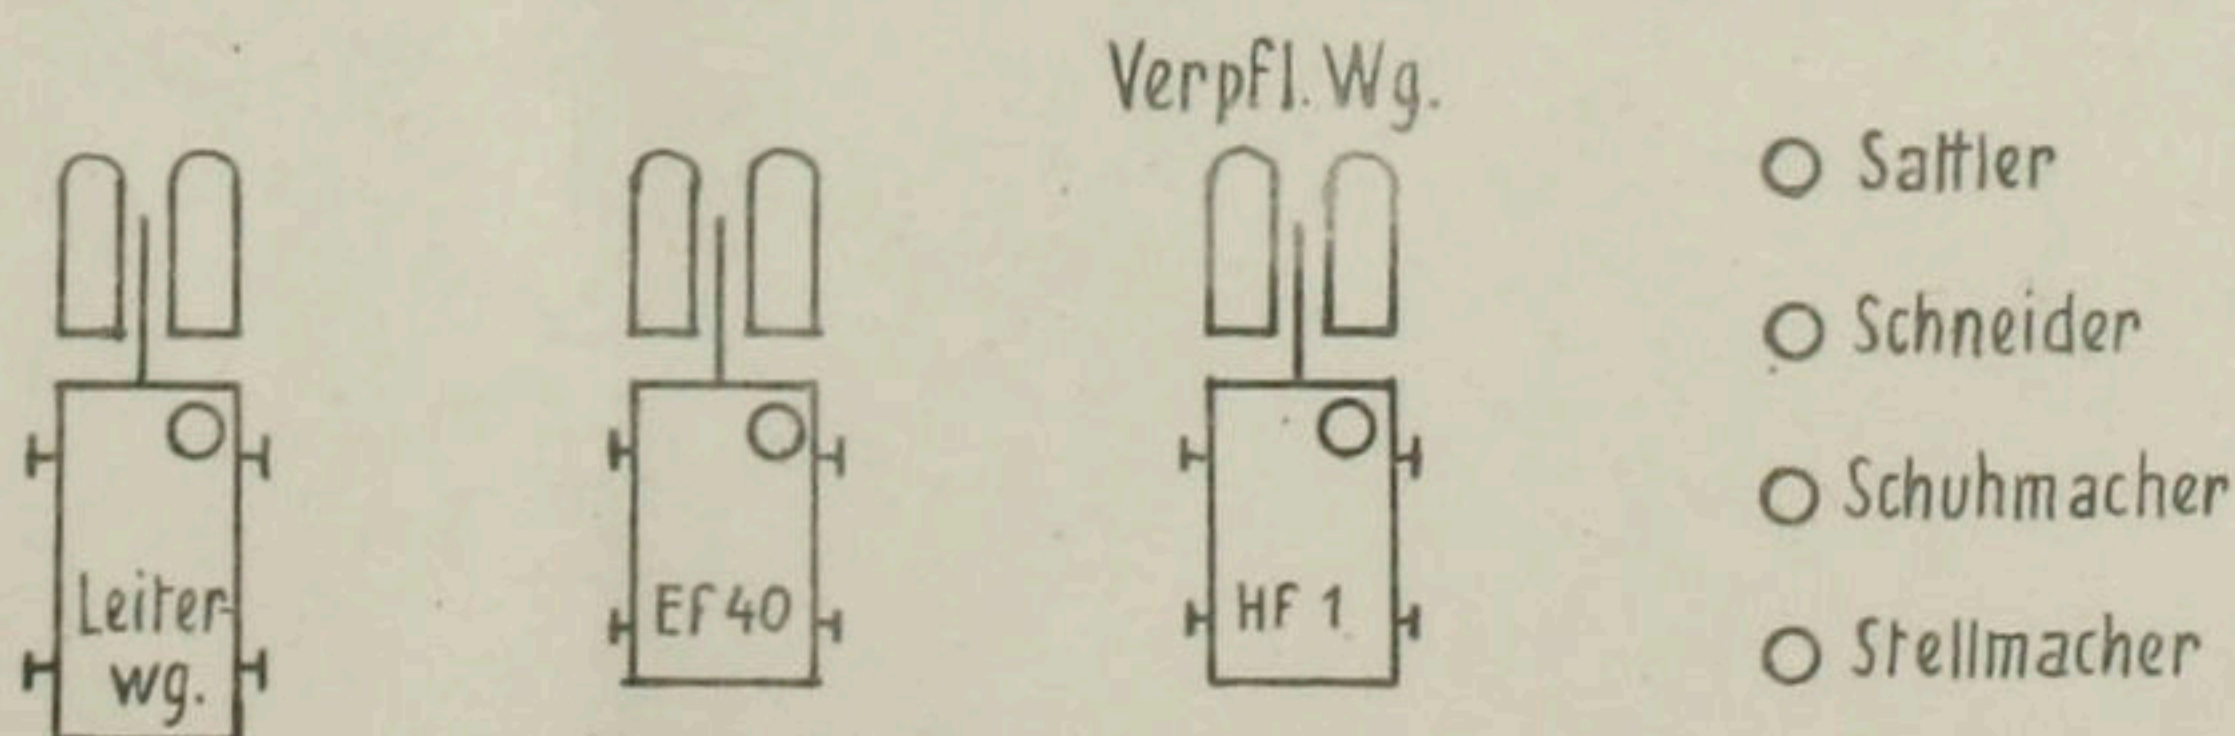 Verpfl. Wg.
Sattler
Schneider
Schuhmacher
Stellmacher
Leiter-
wg.
EF 40
HF 1